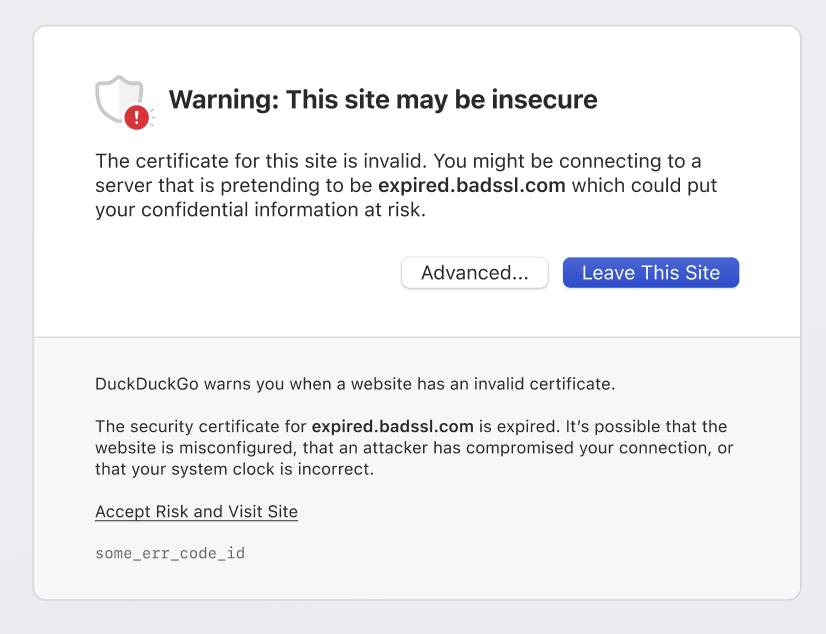 Warning: This site may be insecure
The certificate for this site is invalid. You might be connecting to a
server that is pretending to be expired.badssl.com which could put
your confidential information at risk.
Advanced...
Leave This Site
DuckDuckGo warns you when a website has an invalid certificate.
The security certificate for expired.badssl.com is expired. It’s possible that the
website is misconfigured, that an attacker has compromised your connection, or
that your system clock is incorrect.
Accept Risk and Visit Site
some_err_code_id